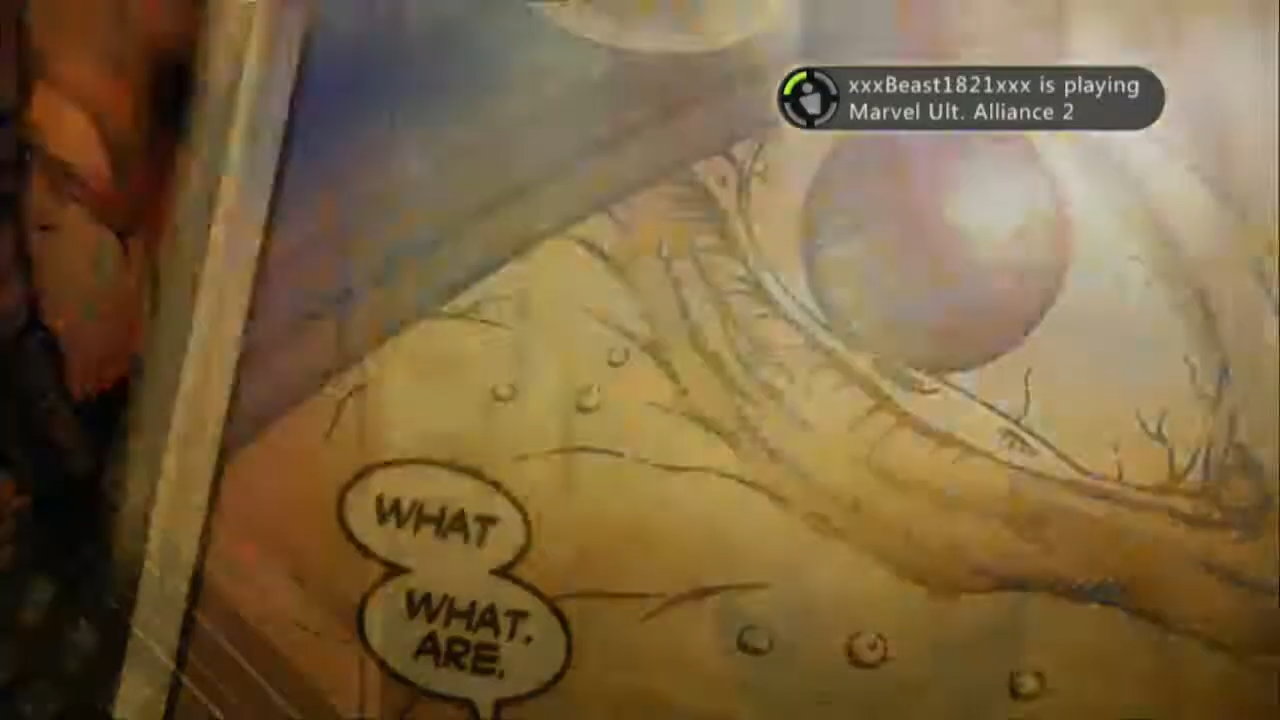 xxxBeast1821xxx is playing
Marvel Ult. Alliance 2
WHAT
WHAT.
ARE.